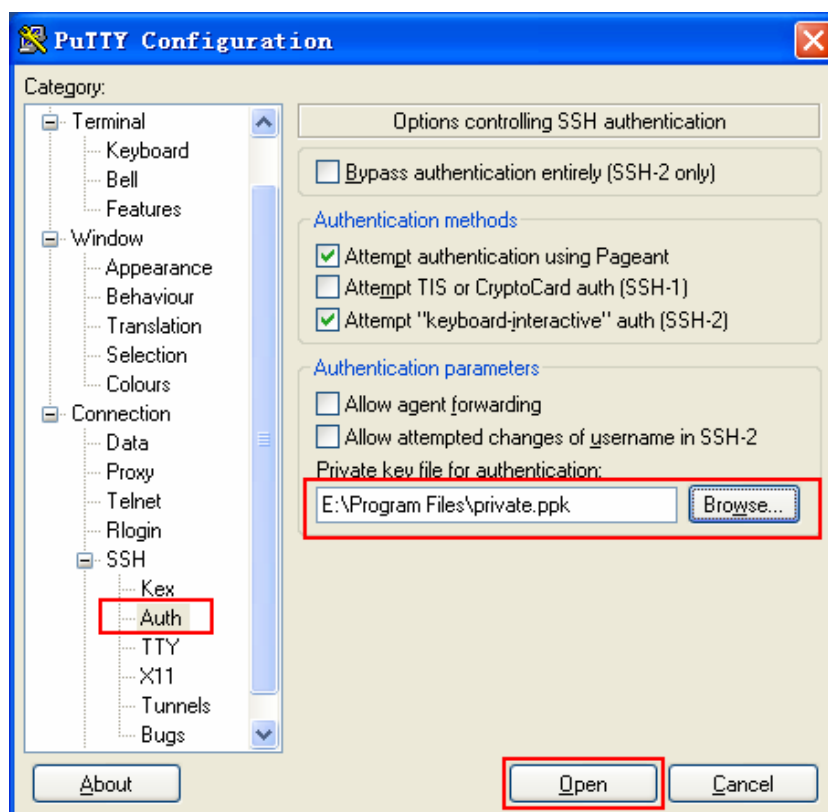 PuTTY Configuration
Category:
Terminal
Keyboard
Bell
Features
Window
Appearance
Behaviour
Translation
Selection
Colours
Connection
Data
Proxy
Telnet
Rlogin
SSH
Kex
Auth
TTY
X11
Tunnels
Bugs
Options controlling SSH authentication
Bypass authentication entirely (SSH-2 only)
Authentication methods
Attempt authentication using Pageant
Attempt TIS or CryptoCard auth (SSH-1)
Attempt "keyboard-interactive" auth (SSH-2)
Authentication parameters
Allow agent forwarding
Allow attempted changes of username in SSH-2
Private key file for authentication:
E:\Program Files\private.ppk
Browse...
About
Open
Cancel